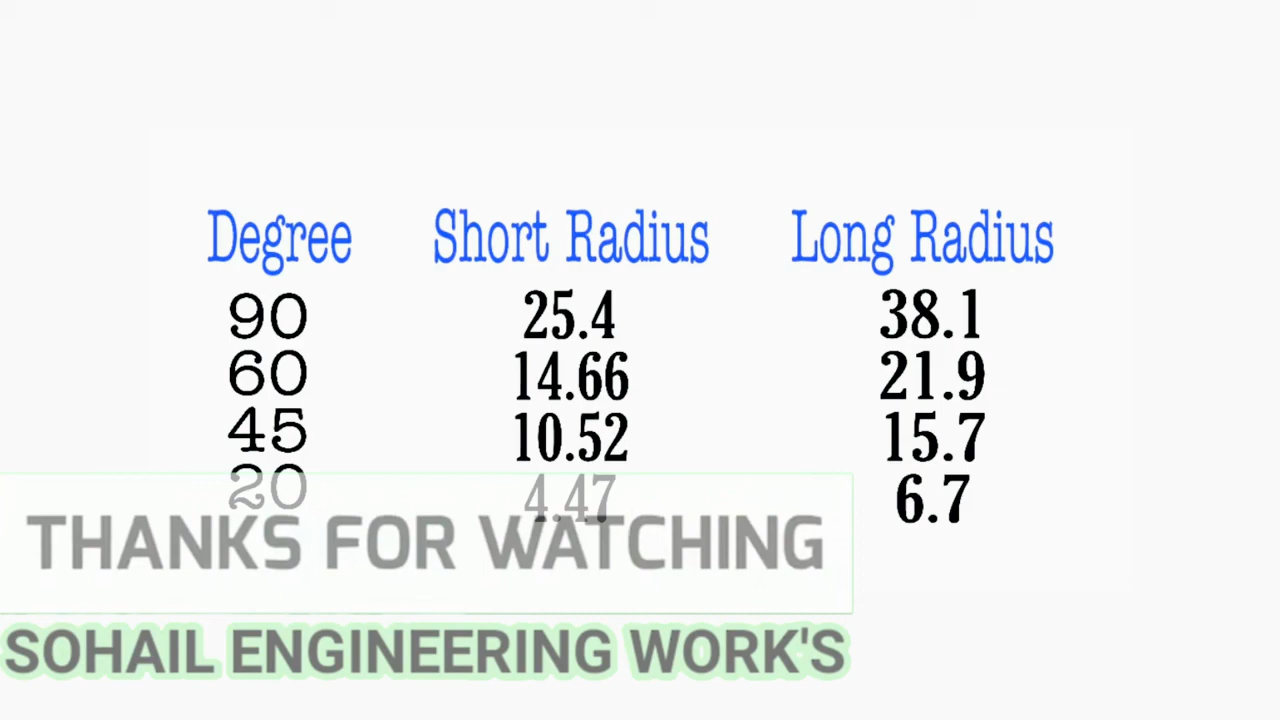 Degree Short Radius Long Radius
90 25.4 38.1
60 14.66 21.9
45 10.52 15.7
20 4.47 6.7
THANKS FOR WATCHING
SOHAIL ENGINEERING WORK'S